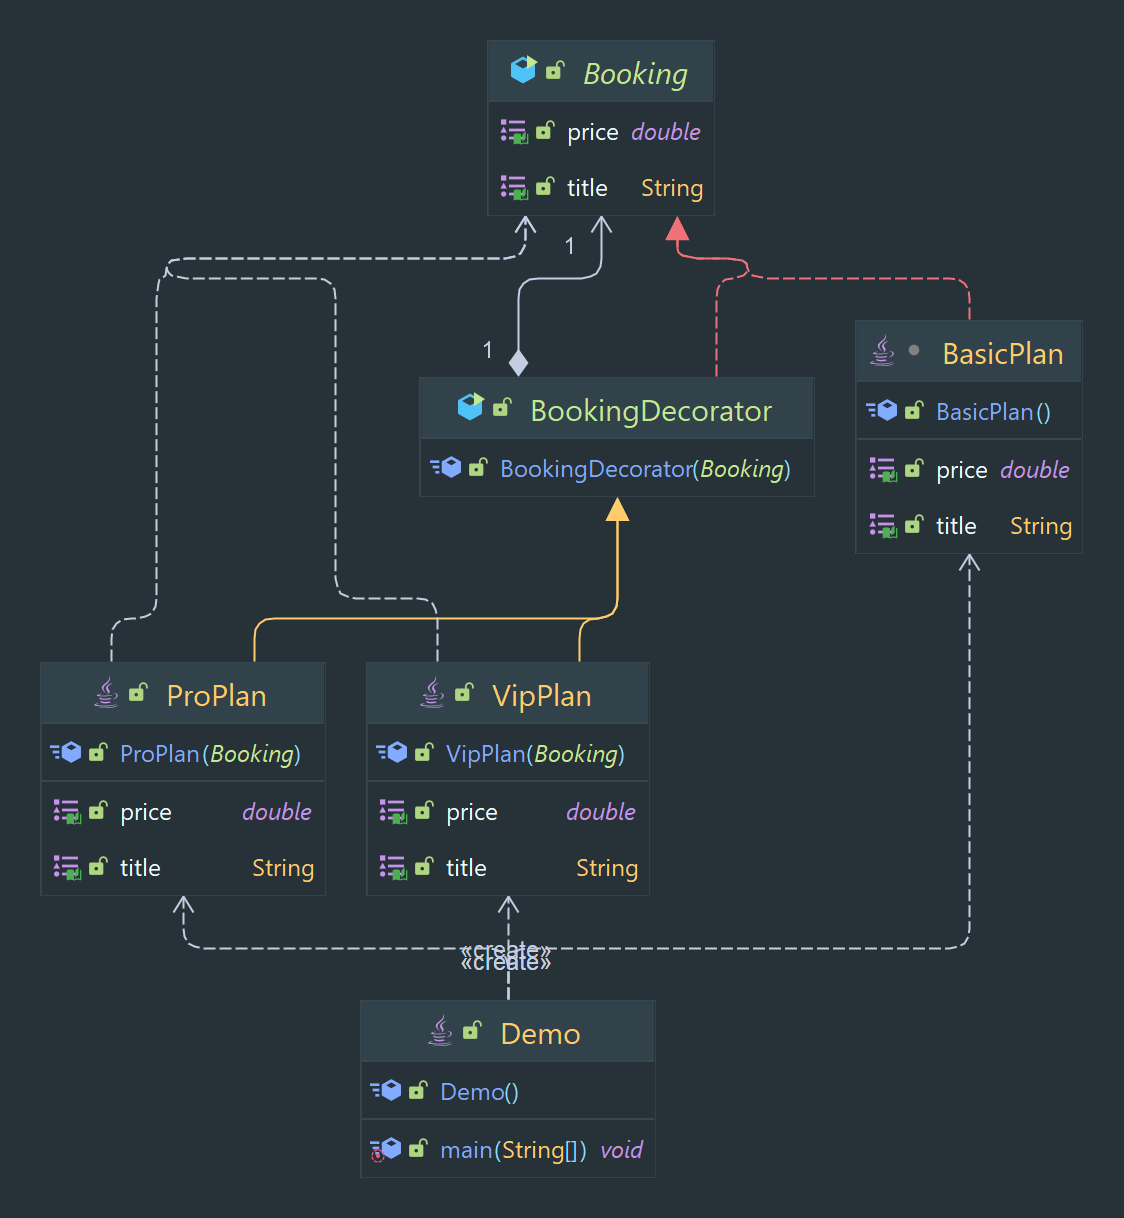 Booking
price double
title String
1
1
BookingDecorator
BookingDecorator(Booking)
BasicPlan
BasicPlan()
price double
title String
ProPlan
ProPlan(Booking)
price double
title String
VipPlan
VipPlan(Booking)
price double
title String
«create»
«create»
Demo
Demo()
main(String[]) void